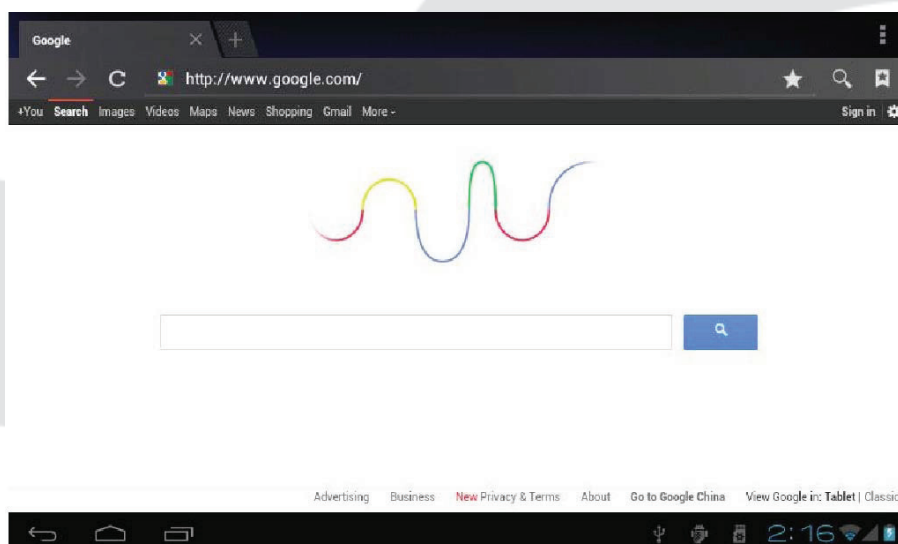 Google
http://www.google.com/
+You Search Images Videos Maps News Shopping Gmail More Sign in
Advertising Business New Privacy & Terms About Go to Google China View Google in: Tablet | Classic
2:16